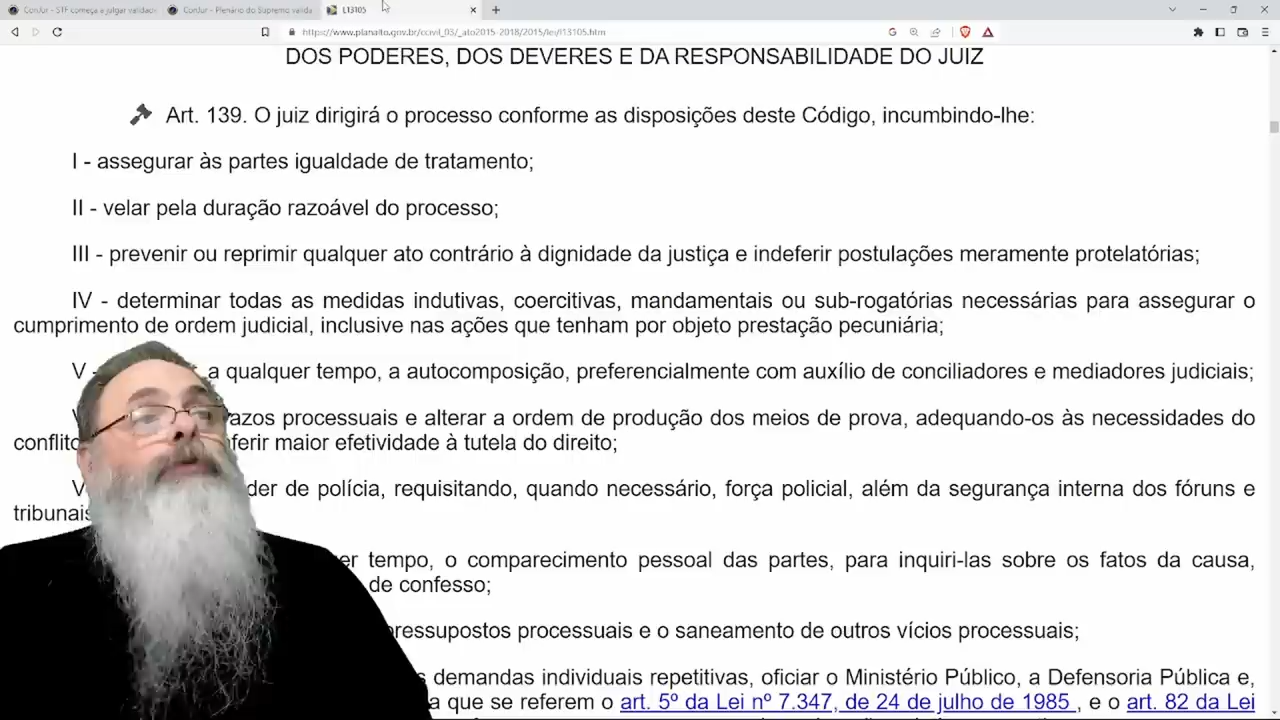 ConJur - STF começa a julgar validad
ConJur - Plenário do Supremo valida
L13105
https://www.planalto.gov.br/ccivil_03/_ato2015-2018/2015/lei/l13105.htm
DOS PODERES, DOS DEVERES E DA RESPONSABILIDADE DO JUIZ
Art. 139. O juiz dirigirá o processo conforme as disposições deste Código, incumbindo-lhe:
I - assegurar às partes igualdade de tratamento;
II - velar pela duração razoável do processo;
III - prevenir ou reprimir qualquer ato contrário à dignidade da justiça e indeferir postulações meramente protelatórias;
IV - determinar todas as medidas indutivas, coercitivas, mandamentais ou sub-rogatórias necessárias para assegurar o
cumprimento de ordem judicial, inclusive nas ações que tenham por objeto prestação pecuniária;
V - a qualquer tempo, a autocomposição, preferencialmente com auxílio de conciliadores e mediadores judiciais;
processuais e alterar a ordem de produção dos meios de prova, adequando-os às necessidades do
maior efetividade à tutela do direito;
de polícia, requisitando, quando necessário, força policial, além da segurança interna dos fóruns e
tribunais
tempo, o comparecimento pessoal das partes, para inquiri-las sobre os fatos da causa,
de confesso;
pressupostos processuais e o saneamento de outros vícios processuais;
demandas individuais repetitivas, oficiar o Ministério Público, a Defensoria Pública e,
a que se referem o art. 5º da Lei nº 7.347, de 24 de julho de 1985 , e o art. 82 da Lei